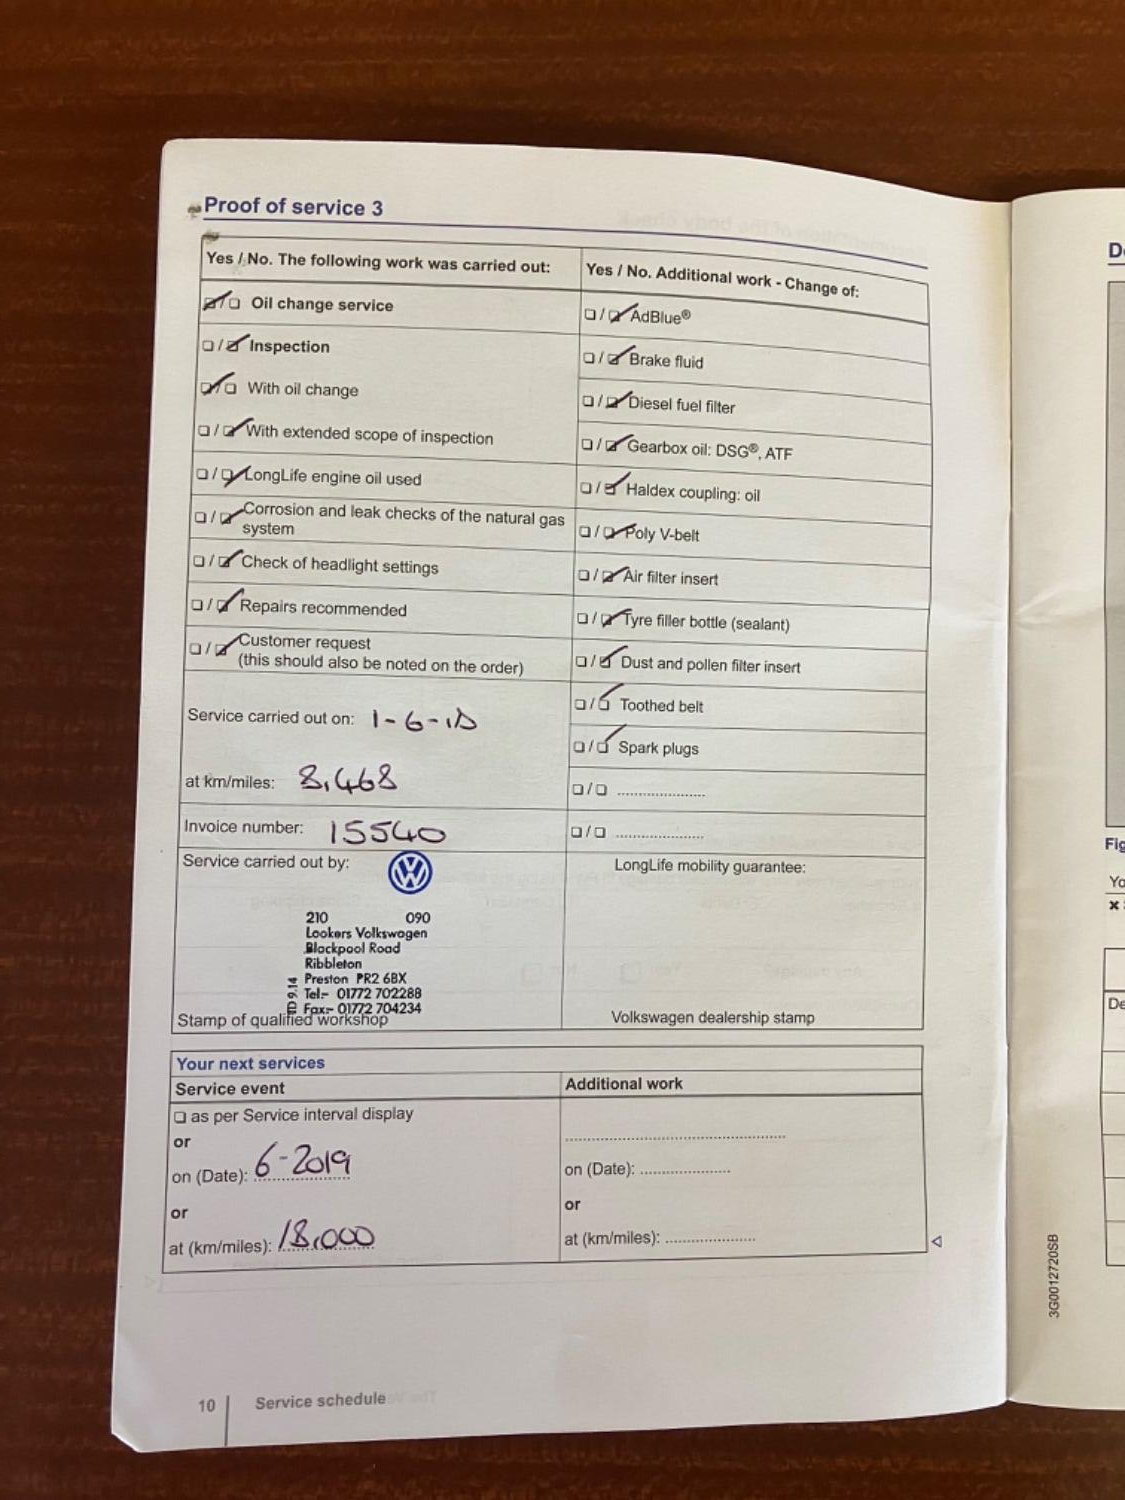 Proof of service 3
Yes / No. The following work was carried out:
Oil change service
Inspection
With oil change
With extended scope of inspection
LongLife engine oil used
Corrosion and leak checks of the natural gas
system
Check of headlight settings
Repairs recommended
Customer request
(this should also be noted on the order)
Service carried out on: 1-6-18
at km/miles: 8,468
Invoice number: 15540
Service carried out by:
210 090
Lookers Volkswagen
Blackpool Road
Ribbleton
Preston PR2 6BX
Tel:- 01772 702288
Fax:- 01772 704234
ED 9.14
Stamp of qualified workshop
Yes / No. Additional work - Change of:
AdBlue®
Brake fluid
Diesel fuel filter
Gearbox oil: DSG®, ATF
Haldex coupling: oil
Poly V-belt
Air filter insert
Tyre filler bottle (sealant)
Dust and pollen filter insert
Toothed belt
Spark plugs
LongLife mobility guarantee:
Volkswagen dealership stamp
Your next services
Service event
as per Service interval display
or
on (Date): 6-2019
or
at (km/miles): 18,000
Additional work
on (Date):
or
at (km/miles):
10 Service schedule
3G0012720SB
Fig